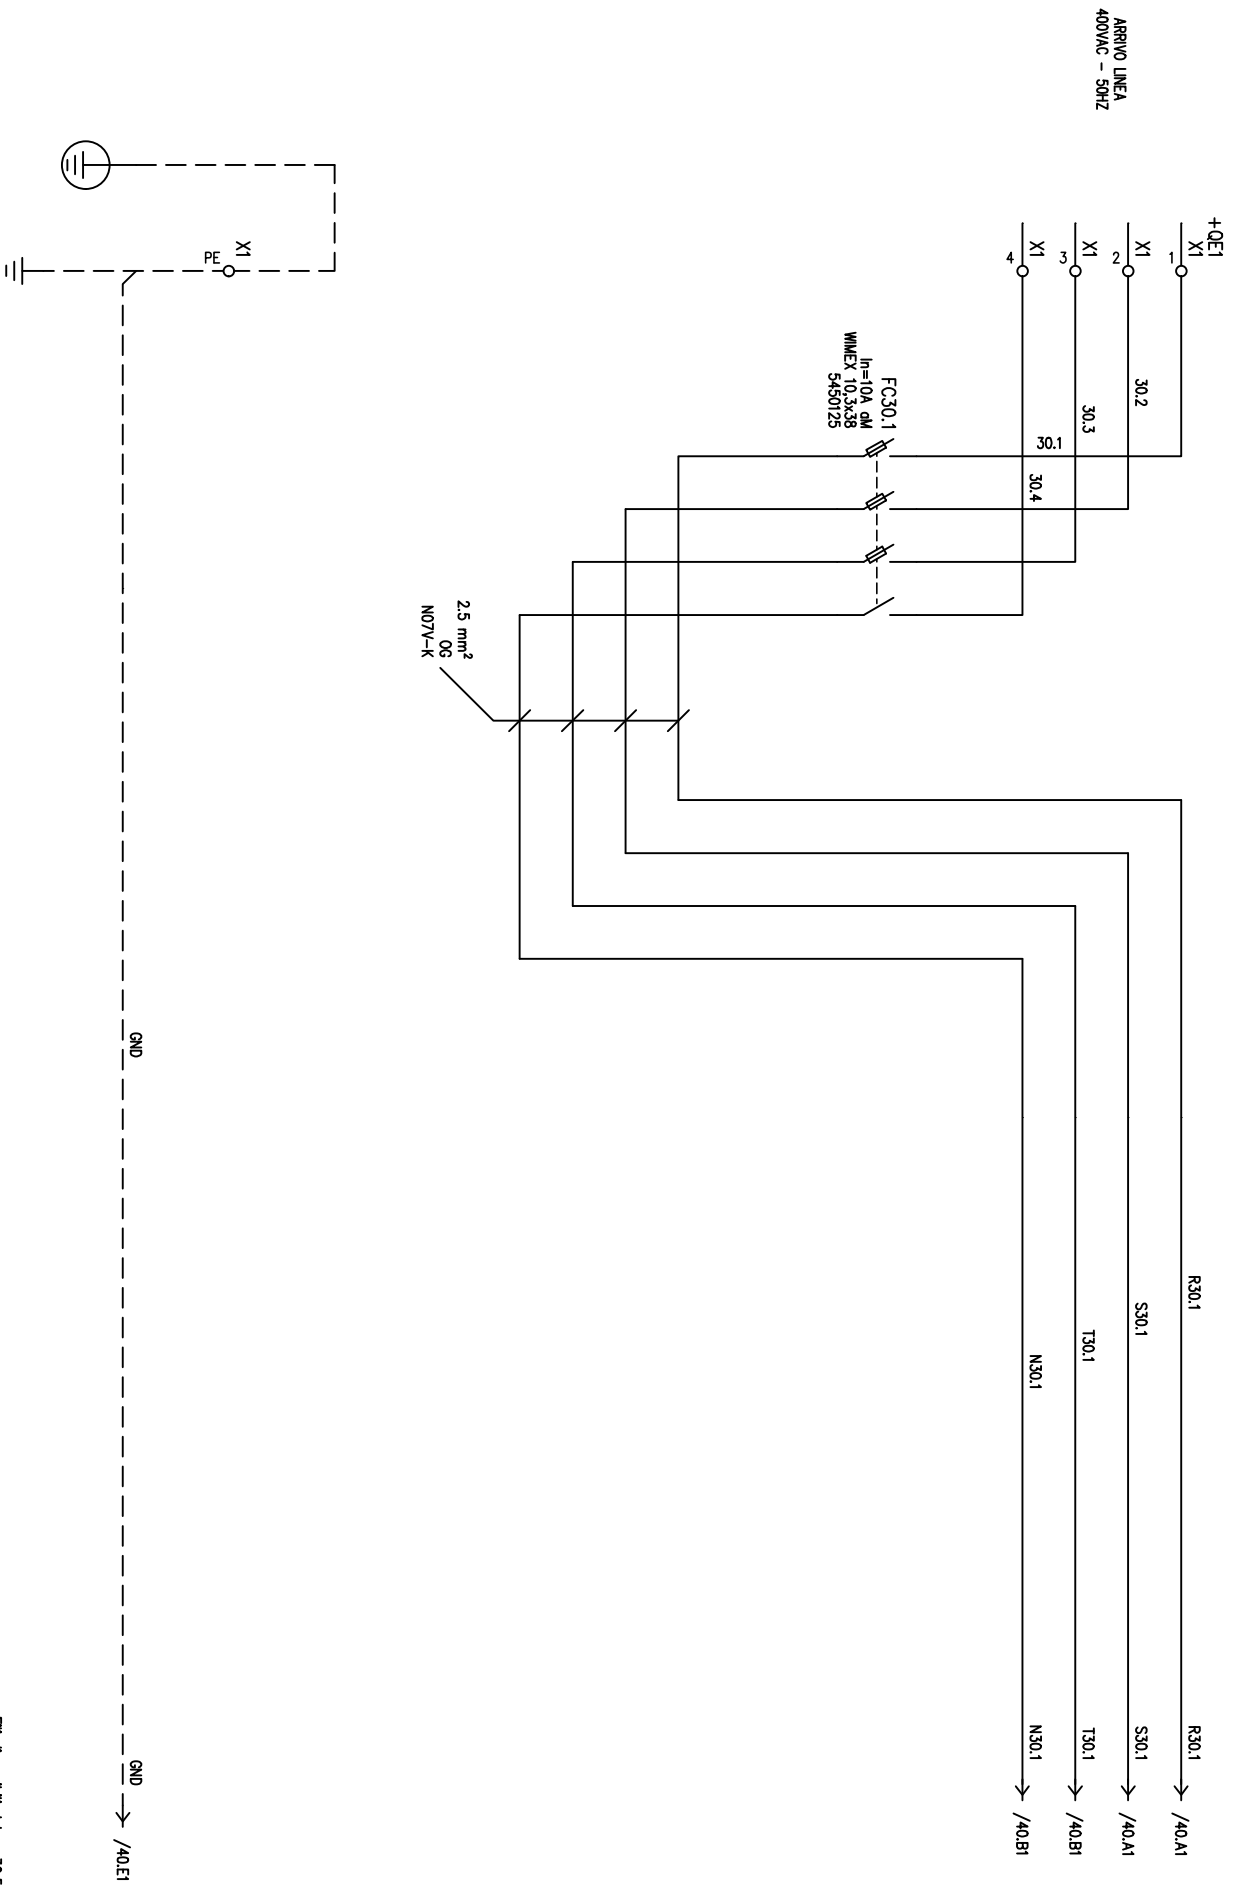 ARRIVO LINEA
400VAC - 50HZ
+QE1
X1
1
X1
2
X1
3
X1
4
30.2
30.3
30.1
30.4
FC30.1
In=10A aM
WIMEX 10,3x38
5450125
2.5 mm²
OG
N07V-K
R30.1
S30.1
T30.1
N30.1
R30.1
/40.A1
S30.1
/40.A1
T30.1
/40.B1
N30.1
/40.B1
X1
PE
GND
GND
/40.E1